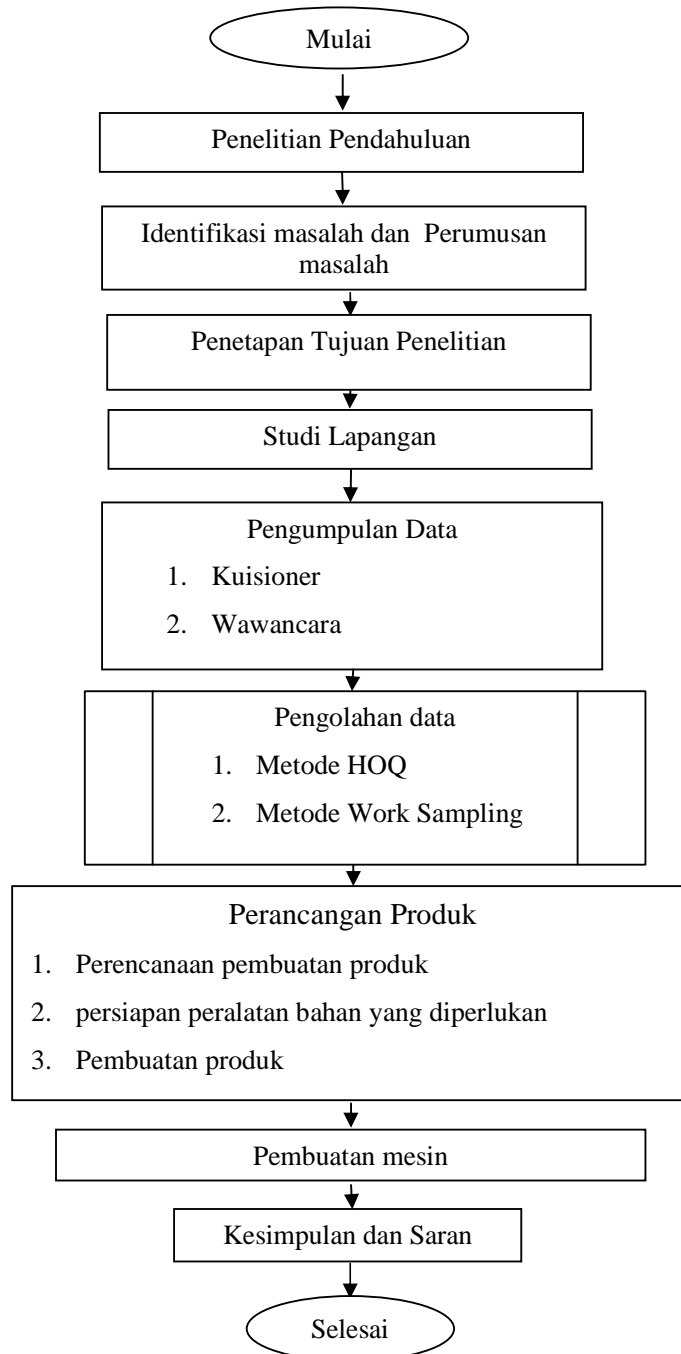 Mulai
Penelitian Pendahuluan
Identifikasi masalah dan Perumusan
masalah
Penetapan Tujuan Penelitian
Studi Lapangan
Pengumpulan Data
1. Kuisioner
2. Wawancara
Pengolahan data
1. Metode HOQ
2. Metode Work Sampling
Perancangan Produk
1. Perencanaan pembuatan produk
2. persiapan peralatan bahan yang diperlukan
3. Pembuatan produk
Pembuatan mesin
Kesimpulan dan Saran
Selesai